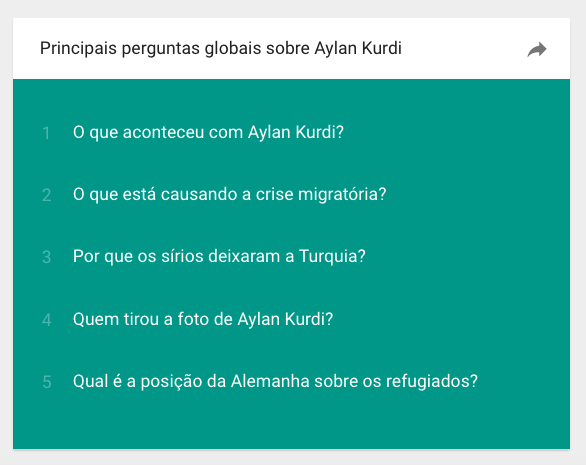 Principais perguntas globais sobre Aylan Kurdi
1 O que aconteceu com Aylan Kurdi?
2 O que está causando a crise migratória?
3 Por que os sírios deixaram a Turquia?
4 Quem tirou a foto de Aylan Kurdi?
5 Qual é a posição da Alemanha sobre os refugiados?